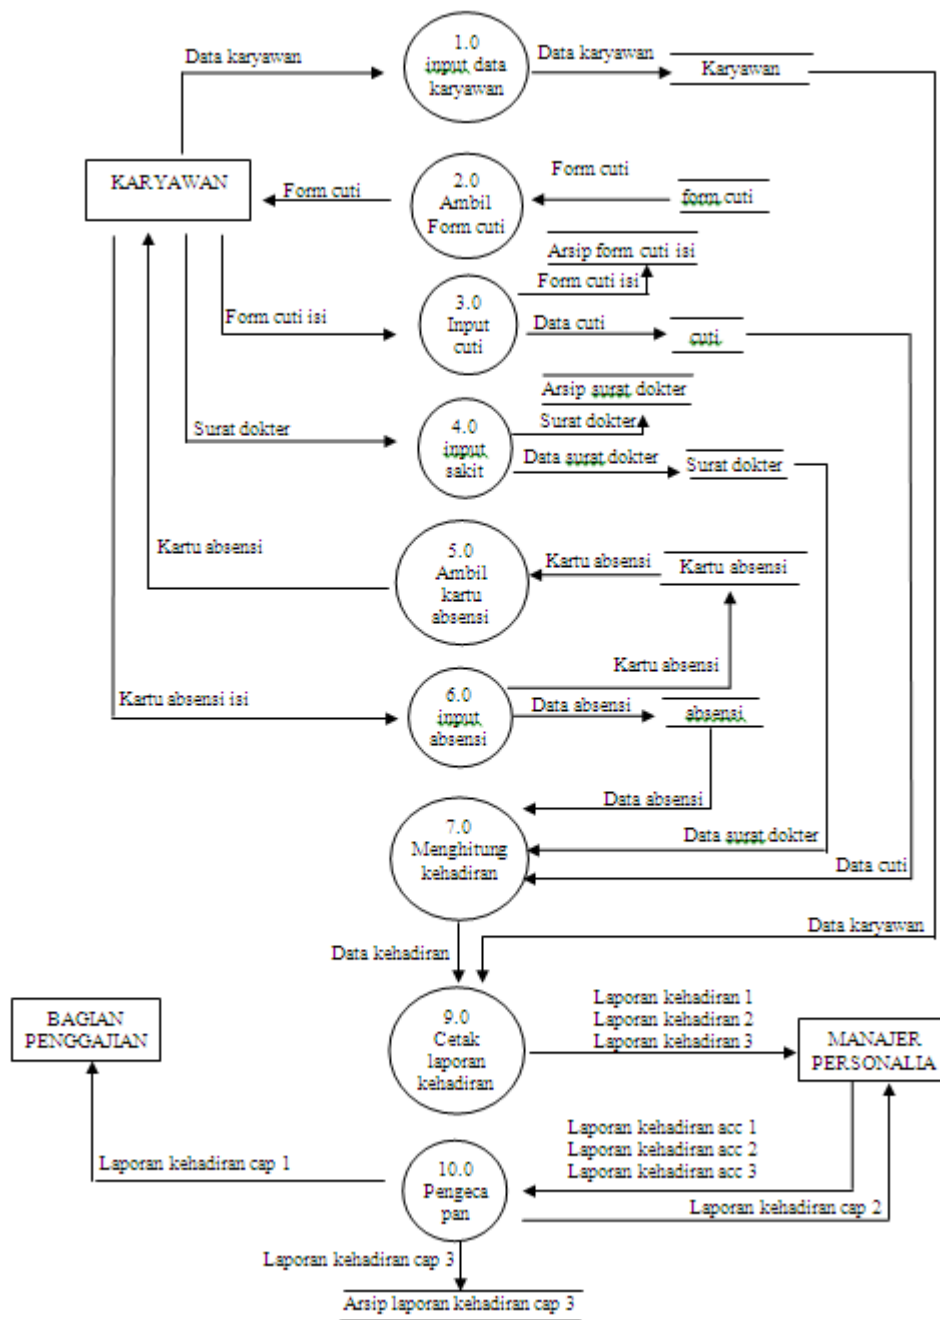 1.0
input data
karyawan
Data karyawan
Data karyawan
Karyawan
KARYAWAN
2.0
Ambil
Form cuti
Form cuti
Form cuti
form cuti
Arsip form cuti isi
Form cuti isi
3.0
Input
cuti
Form cuti isi
Data cuti
cuti
Arsip surat dokter
Surat dokter
4.0
input
sakit
Surat dokter
Data surat dokter
Surat dokter
Kartu absensi
5.0
Ambil
kartu
absensi
Kartu absensi
Kartu absensi
Kartu absensi
Kartu absensi isi
6.0
input
absensi
Data absensi
absensi
Data absensi
7.0
Menghitung
kehadiran
Data surat dokter
Data cuti
Data karyawan
Data kehadiran
BAGIAN
PENGGAJIAN
9.0
Cetak
laporan
kehadiran
Laporan kehadiran 1
Laporan kehadiran 2
Laporan kehadiran 3
MANAJER
PERSONALIA
Laporan kehadiran acc 1
Laporan kehadiran acc 2
Laporan kehadiran acc 3
Laporan kehadiran cap 1
10.0
Pengeca
pan
Laporan kehadiran cap 2
Laporan kehadiran cap 3
Arsip laporan kehadiran cap 3